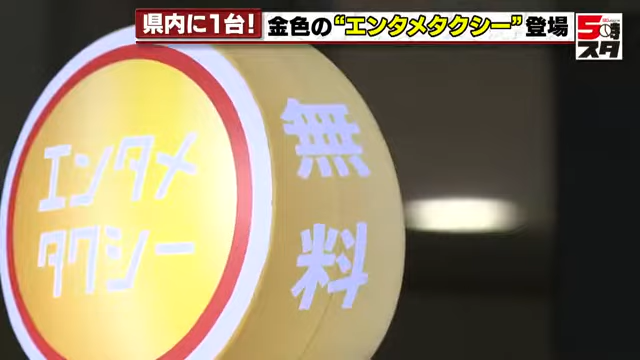 県内に1台！ 金色の“エンタメタクシー”登場
5時スタ
エンタメ
タクシー
無料